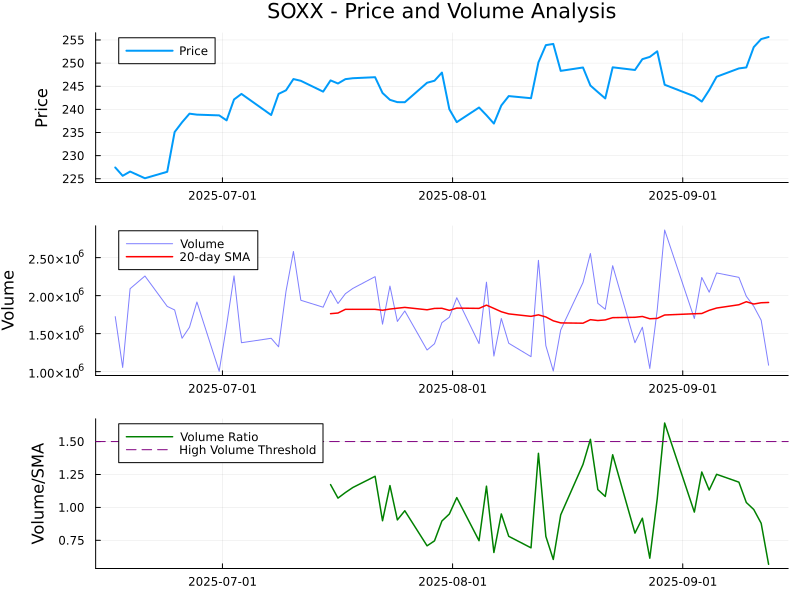 SOXX - Price and Volume Analysis
Price
255
250
245
240
235
230
225
Price
2025-07-01
2025-08-01
2025-09-01
Volume
2.50×10⁶
2.00×10⁶
1.50×10⁶
1.00×10⁶
Volume
20-day SMA
2025-07-01
2025-08-01
2025-09-01
Volume/SMA
1.50
1.25
1.00
0.75
Volume Ratio
High Volume Threshold
2025-07-01
2025-08-01
2025-09-01